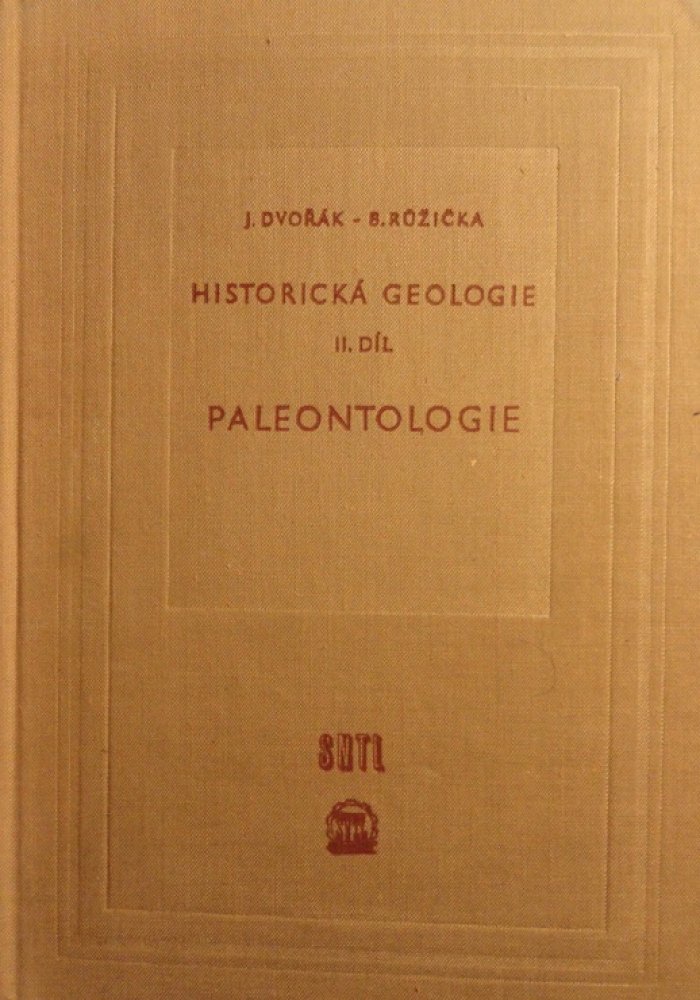 J. DVOŘÁK - B. RŮŽIČKA
HISTORICKÁ GEOLOGIE
II. DÍL
PALEONTOLOGIE
SNTL